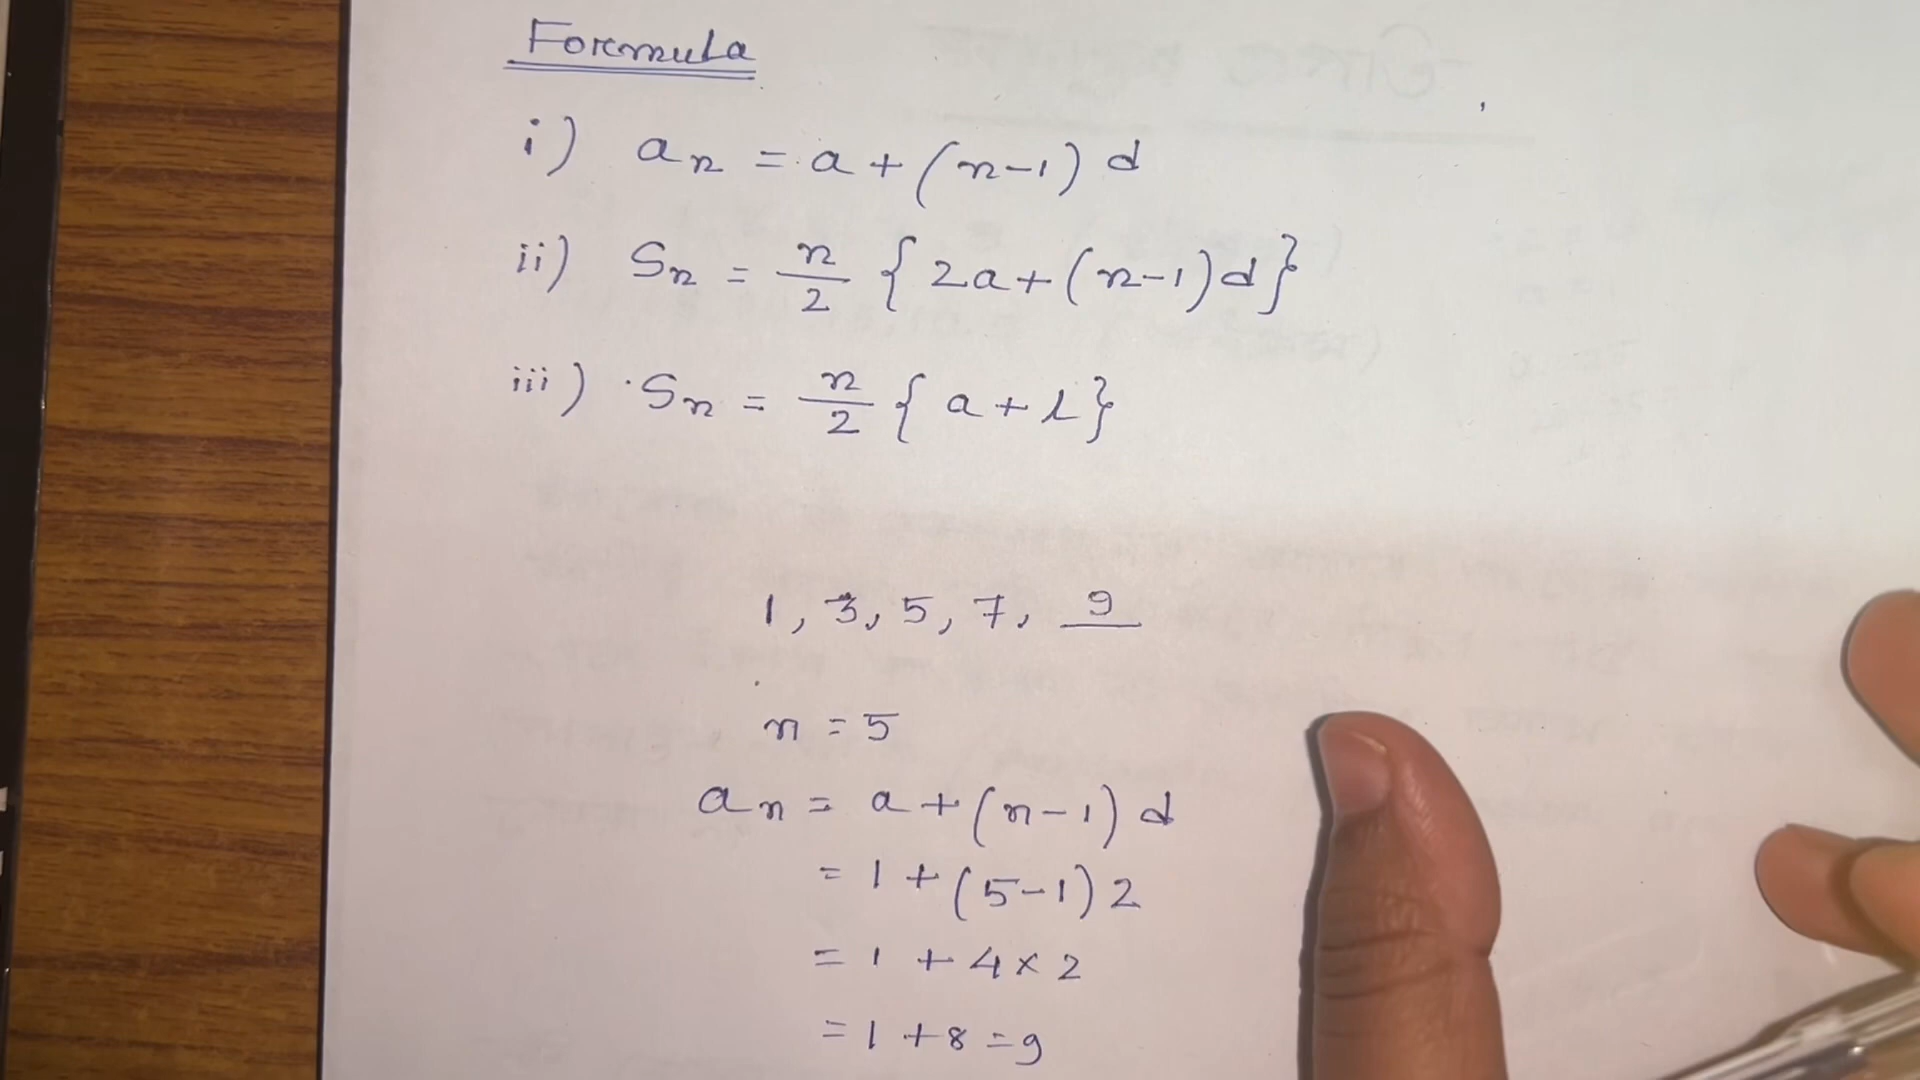 Formula
i) aₙ = a + (n-1) d
ii) Sₙ = n/2 { 2a + (n-1)d}
iii) Sₙ = n/2 { a + l}
1, 3, 5, 7, 9
n = 5
aₙ = a + (n-1) d
= 1 + (5-1) 2
= 1 + 4 × 2
= 1 + 8 = 9